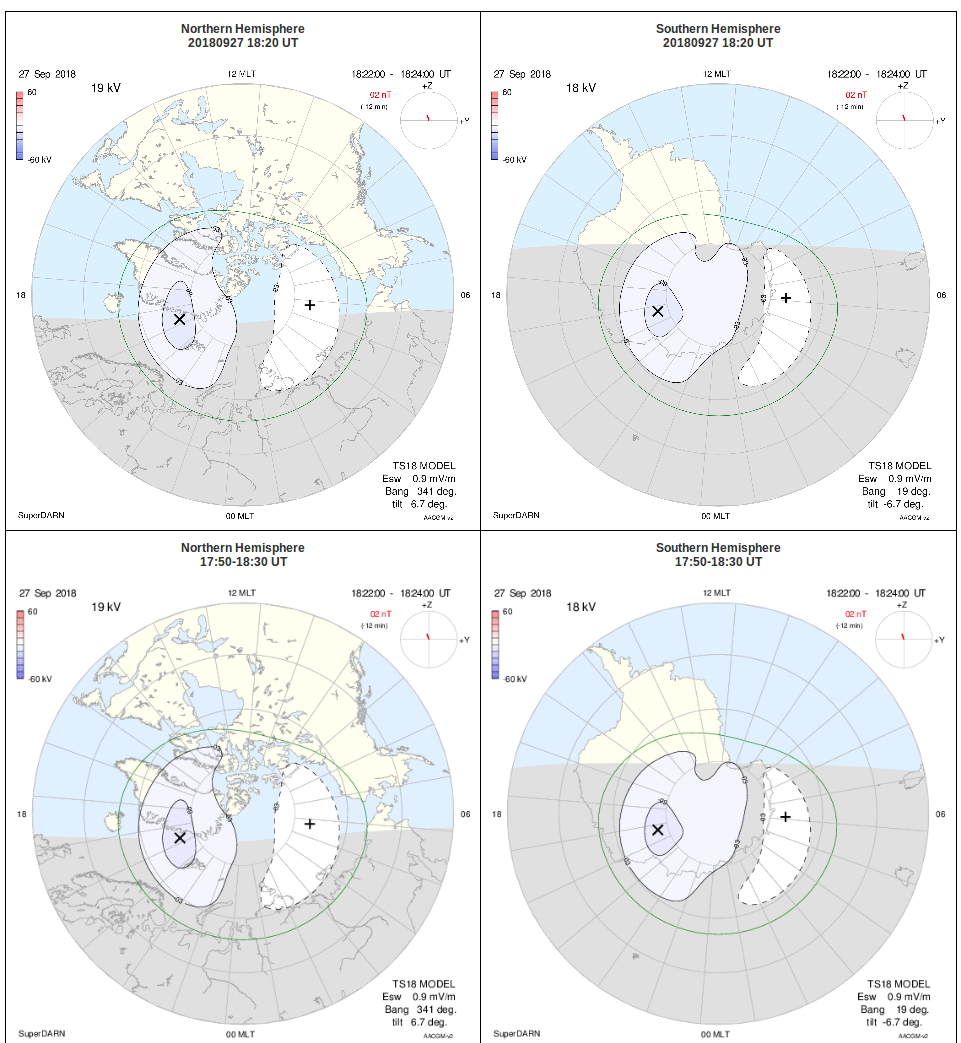 Northern Hemisphere
20180927 18:20 UT
27 Sep 2018
12 MLT
18:22:00 - 18:24:00 UT
60
-60 kV
19 kV
02 nT
(-12 min)
+Z
+Y
18
06
TS18 MODEL
Esw 0.9 mV/m
Bang 341 deg.
tilt 6.7 deg.
SuperDARN
00 MLT
AACGM-v2
Southern Hemisphere
20180927 18:20 UT
27 Sep 2018
12 MLT
18:22:00 - 18:24:00 UT
60
-60 kV
18 kV
02 nT
(-12 min)
+Z
+Y
18
06
TS18 MODEL
Esw 0.9 mV/m
Bang 19 deg.
tilt -6.7 deg.
SuperDARN
00 MLT
AACGM-v2
Northern Hemisphere
17:50-18:30 UT
27 Sep 2018
12 MLT
18:22:00 - 18:24:00 UT
60
-60 kV
19 kV
02 nT
(-12 min)
+Z
+Y
18
06
TS18 MODEL
Esw 0.9 mV/m
Bang 341 deg.
tilt 6.7 deg.
SuperDARN
00 MLT
AACGM-v2
Southern Hemisphere
17:50-18:30 UT
27 Sep 2018
12 MLT
18:22:00 - 18:24:00 UT
60
-60 kV
18 kV
02 nT
(-12 min)
+Z
+Y
18
06
TS18 MODEL
Esw 0.9 mV/m
Bang 19 deg.
tilt -6.7 deg.
SuperDARN
00 MLT
AACGM-v2